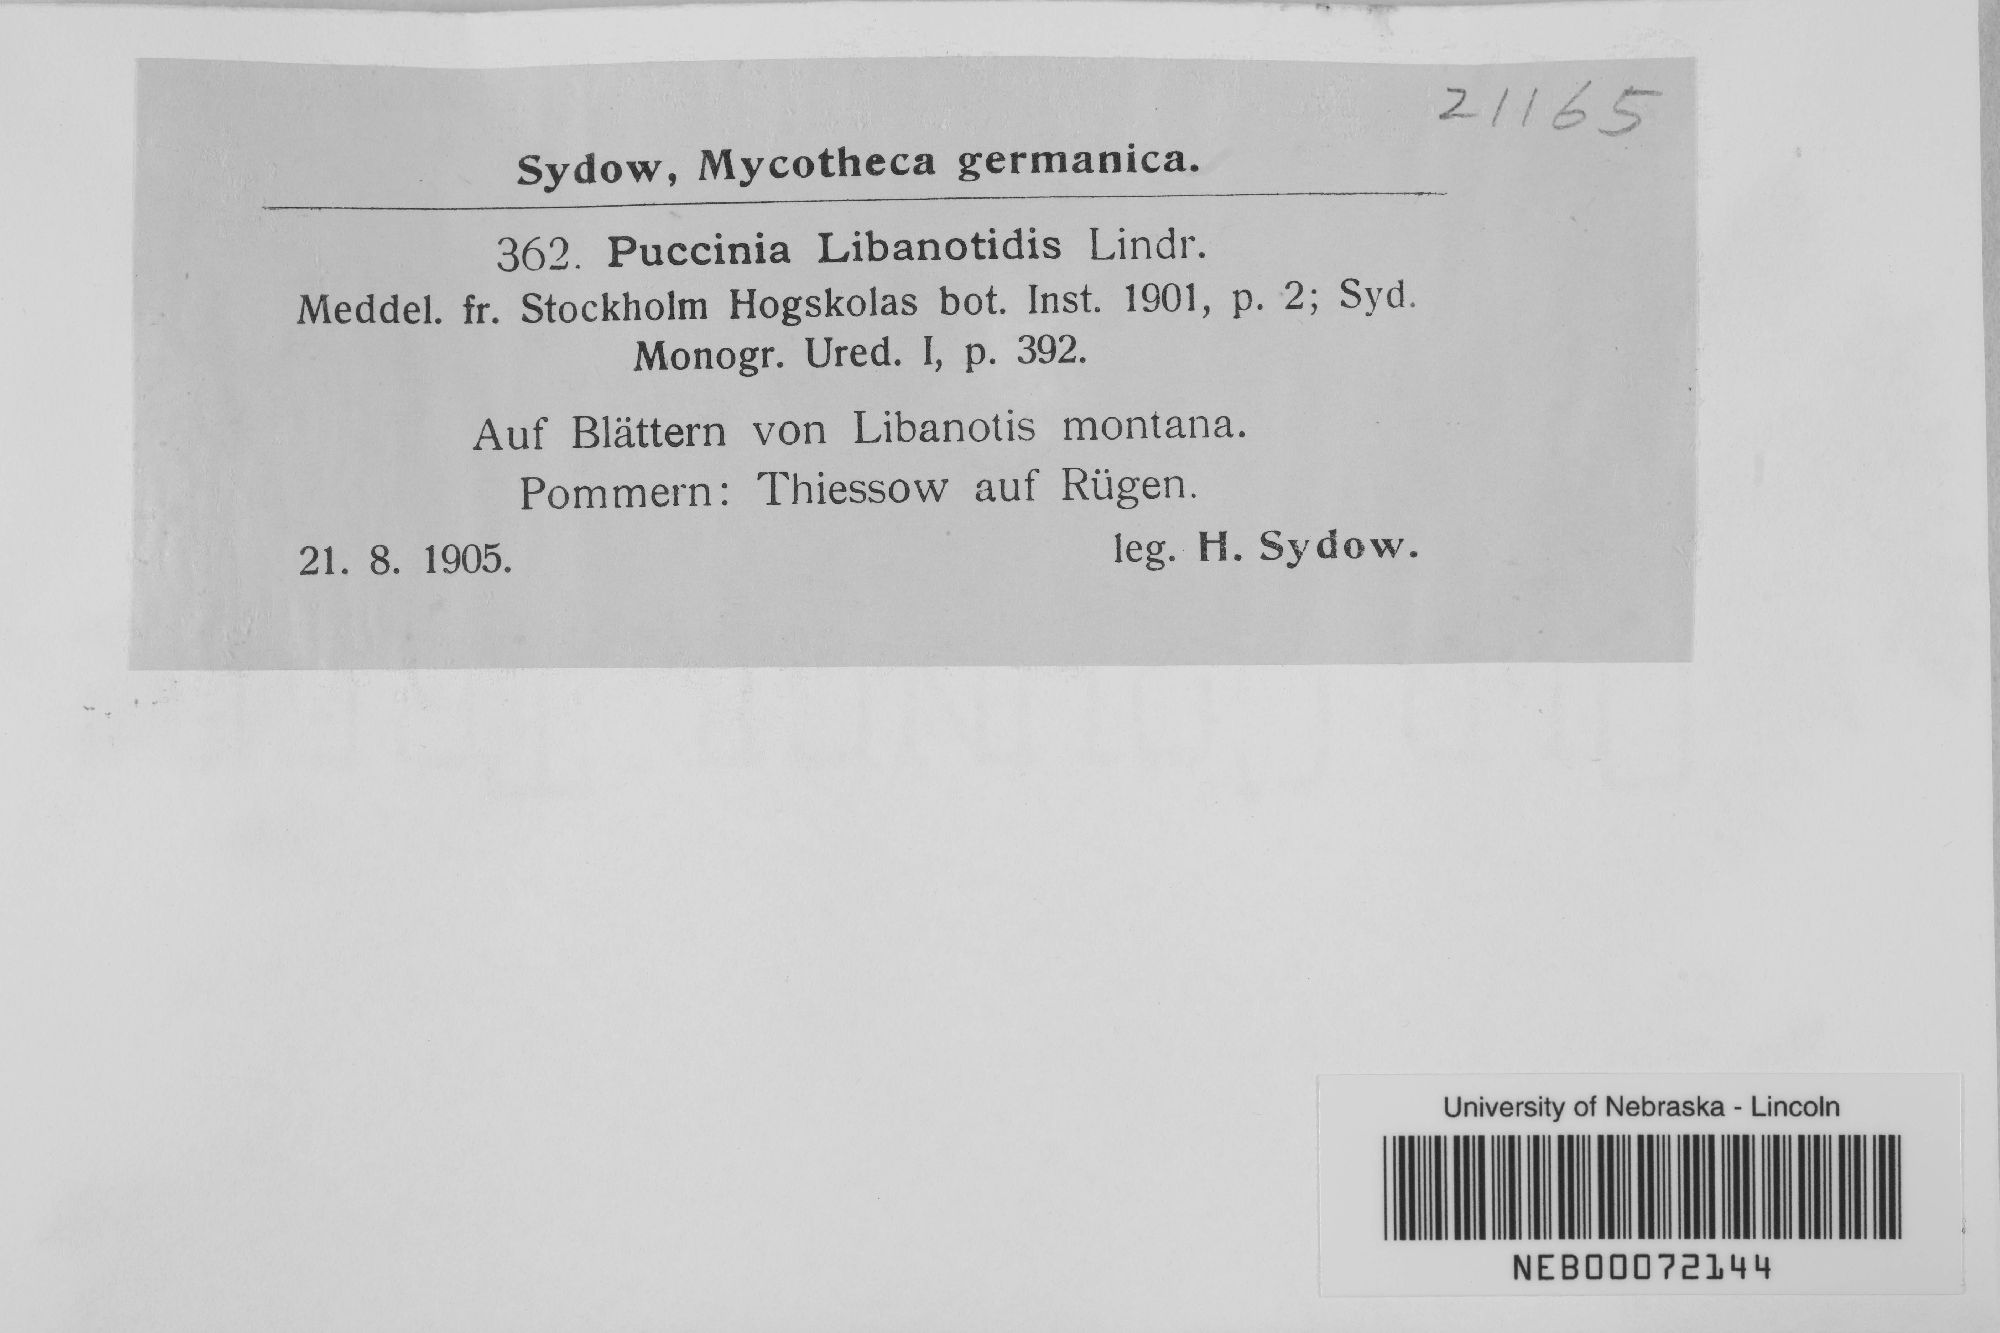 21165
Sydow, Mycotheca germanica.
362. Puccinia Libanotidis Lindr.
Meddel. fr. Stockholm Hogskolas bot. Inst. 1901, p. 2; Syd.
Monogr. Ured. I, p. 392.
Auf Blättern von Libanotis montana.
Pommern: Thiessow auf Rügen.
21. 8. 1905. leg. H. Sydow.
University of Nebraska - Lincoln
NEB00072144